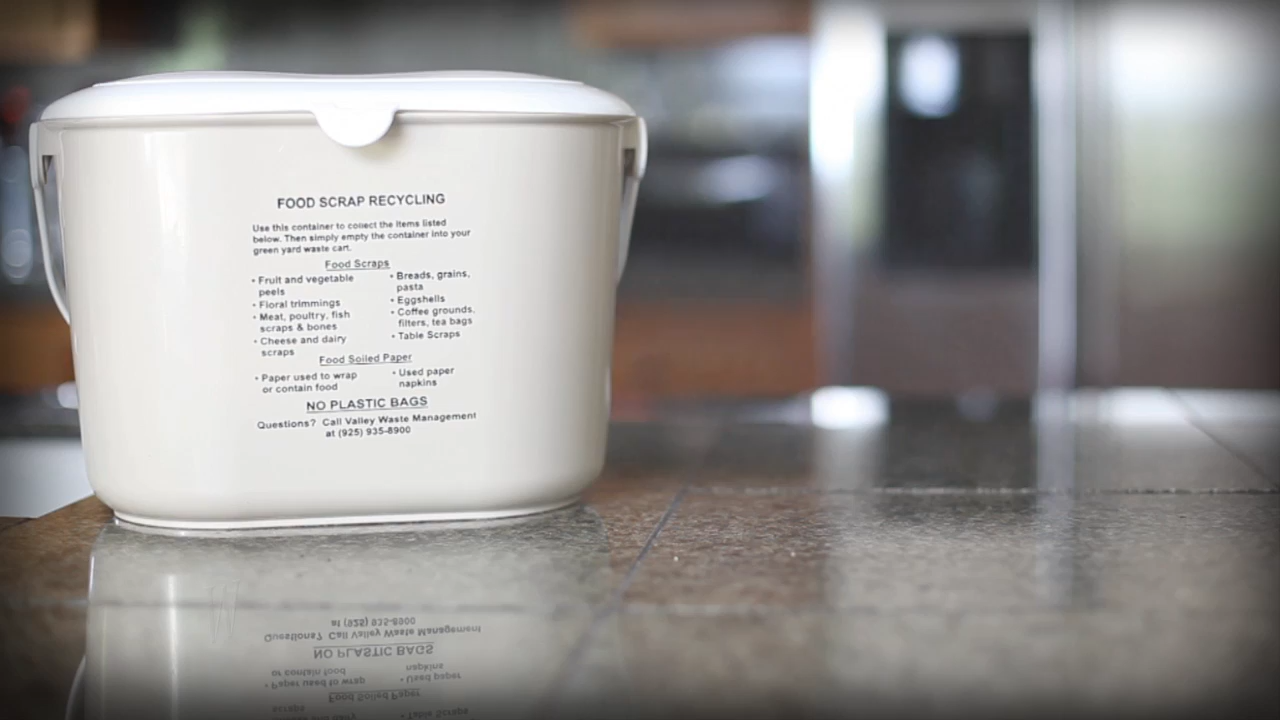 FOOD SCRAP RECYCLING
Use this container to collect the items listed
below. Then simply empty the container into your
green yard waste cart.
Food Scraps
• Fruit and vegetable
peels
• Floral trimmings
• Meat, poultry, fish
scraps & bones
• Cheese and dairy
scraps
• Breads, grains,
pasta
• Eggshells
• Coffee grounds,
filters, tea bags
• Table Scraps
Food Soiled Paper
• Paper used to wrap
or contain food
• Used paper
napkins
NO PLASTIC BAGS
Questions? Call Valley Waste Management
at (925) 935-8900